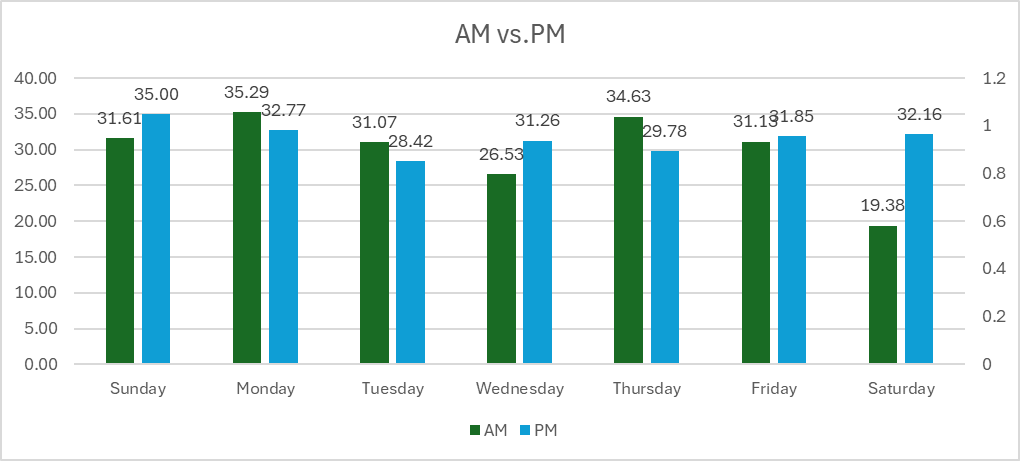 AM vs.PM
40.00 35.29 34.63 1.2
35.00 31.61 35.00 32.77 31.07 31.26 31.13 31.85 32.16 1
30.00 28.42 26.53 29.78 0.8
25.00
20.00 19.38 0.6
15.00 0.4
10.00
5.00 0.2
0.00 0
Sunday Monday Tuesday Wednesday Thursday Friday Saturday
AM PM